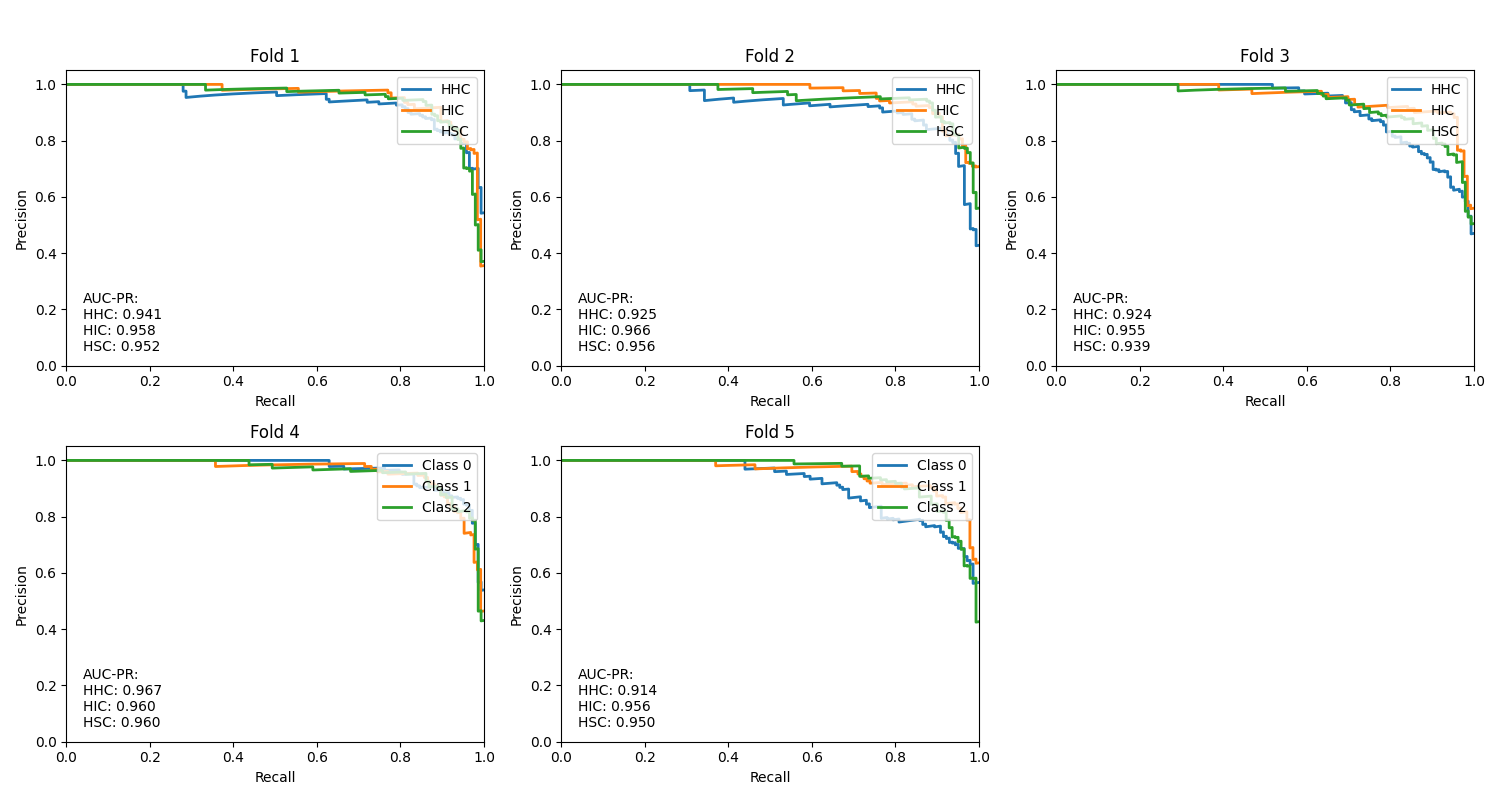 Fold 1
1.0
0.8
0.6
0.4
0.2
0.0
Precision
HHC
HIC
HSC
AUC-PR:
HHC: 0.941
HIC: 0.958
HSC: 0.952
0.0 0.2 0.4 0.6 0.8 1.0
Recall
Fold 2
1.0
0.8
0.6
0.4
0.2
0.0
Precision
HHC
HIC
HSC
AUC-PR:
HHC: 0.925
HIC: 0.966
HSC: 0.956
0.0 0.2 0.4 0.6 0.8 1.0
Recall
Fold 3
1.0
0.8
0.6
0.4
0.2
0.0
Precision
HHC
HIC
HSC
AUC-PR:
HHC: 0.924
HIC: 0.955
HSC: 0.939
0.0 0.2 0.4 0.6 0.8 1.0
Recall
Fold 4
1.0
0.8
0.6
0.4
0.2
0.0
Precision
Class 0
Class 1
Class 2
AUC-PR:
HHC: 0.967
HIC: 0.960
HSC: 0.960
0.0 0.2 0.4 0.6 0.8 1.0
Recall
Fold 5
1.0
0.8
0.6
0.4
0.2
0.0
Precision
Class 0
Class 1
Class 2
AUC-PR:
HHC: 0.914
HIC: 0.956
HSC: 0.950
0.0 0.2 0.4 0.6 0.8 1.0
Recall